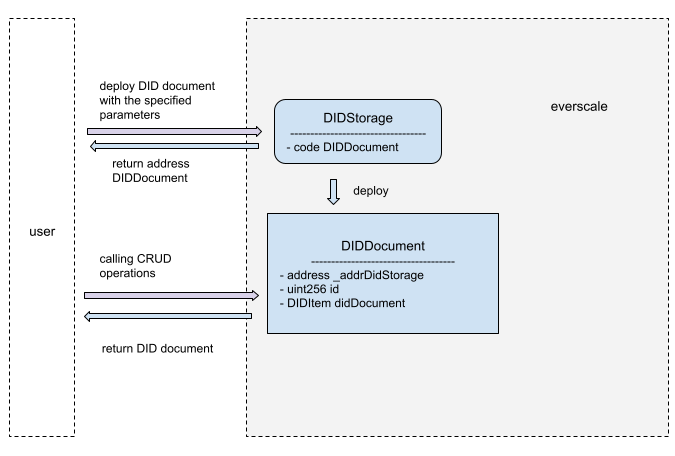 deploy DID document
with the specified
parameters
return address
DIDDocument
user
calling CRUD
operations
return DID document
everscale
DIDStorage
----------------------------------
- code DIDDocument
deploy
DIDDocument
------------------------------------
- address _addrDidStorage
- uint256 id
- DIDItem didDocument